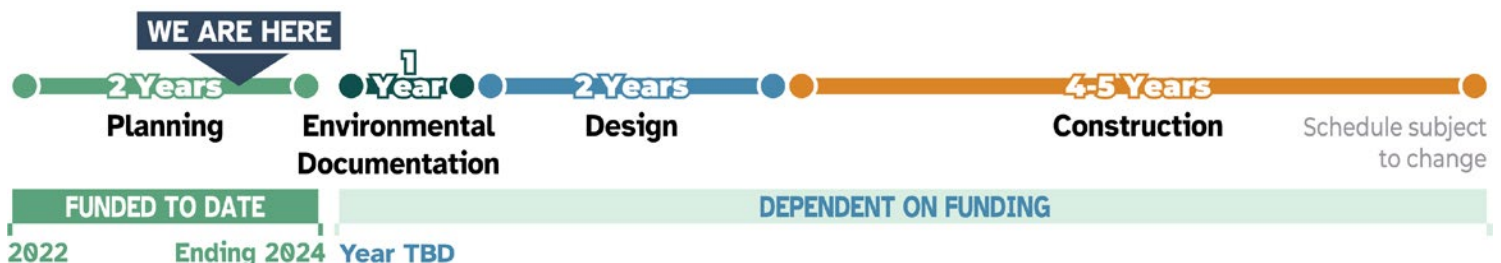 WE ARE HERE
2 Years
1
Year
2 Years
4-5 Years
Planning
Environmental
Documentation
Design
Construction
Schedule subject
to change
FUNDED TO DATE
DEPENDENT ON FUNDING
2022
Ending 2024
Year TBD